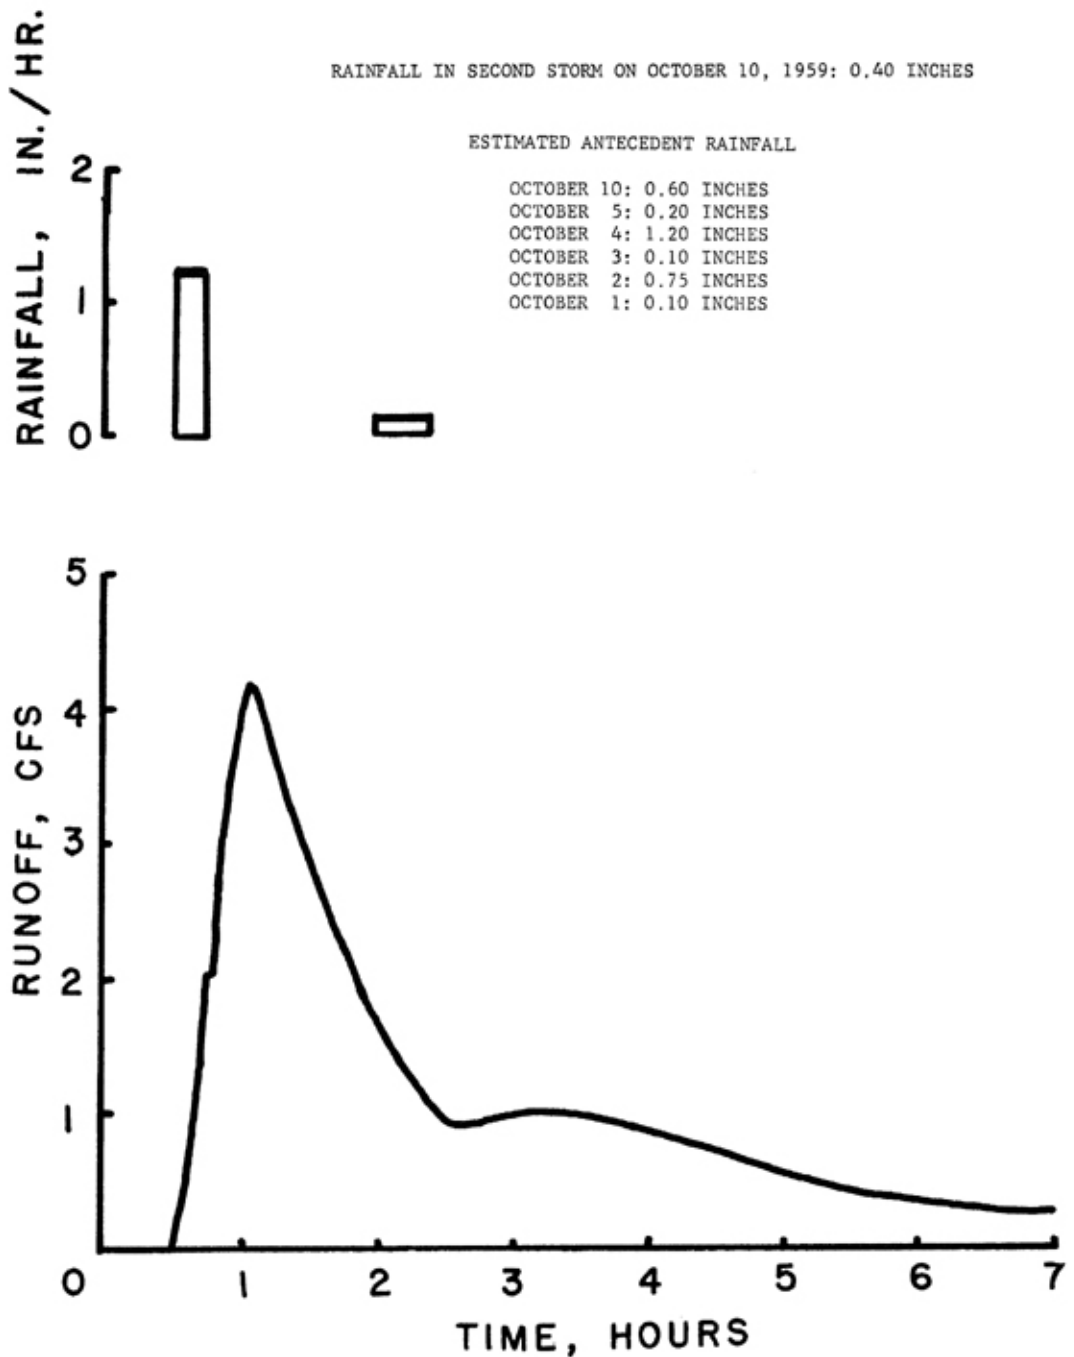 RAINFALL IN SECOND STORM ON OCTOBER 10, 1959: 0.40 INCHES
ESTIMATED ANTECEDENT RAINFALL
OCTOBER 10: 0.60 INCHES
OCTOBER 5: 0.20 INCHES
OCTOBER 4: 1.20 INCHES
OCTOBER 3: 0.10 INCHES
OCTOBER 2: 0.75 INCHES
OCTOBER 1: 0.10 INCHES
RAINFALL, IN./HR.
2
1
0
RUNOFF, CFS
5
4
3
2
1
0 1 2 3 4 5 6 7
TIME, HOURS